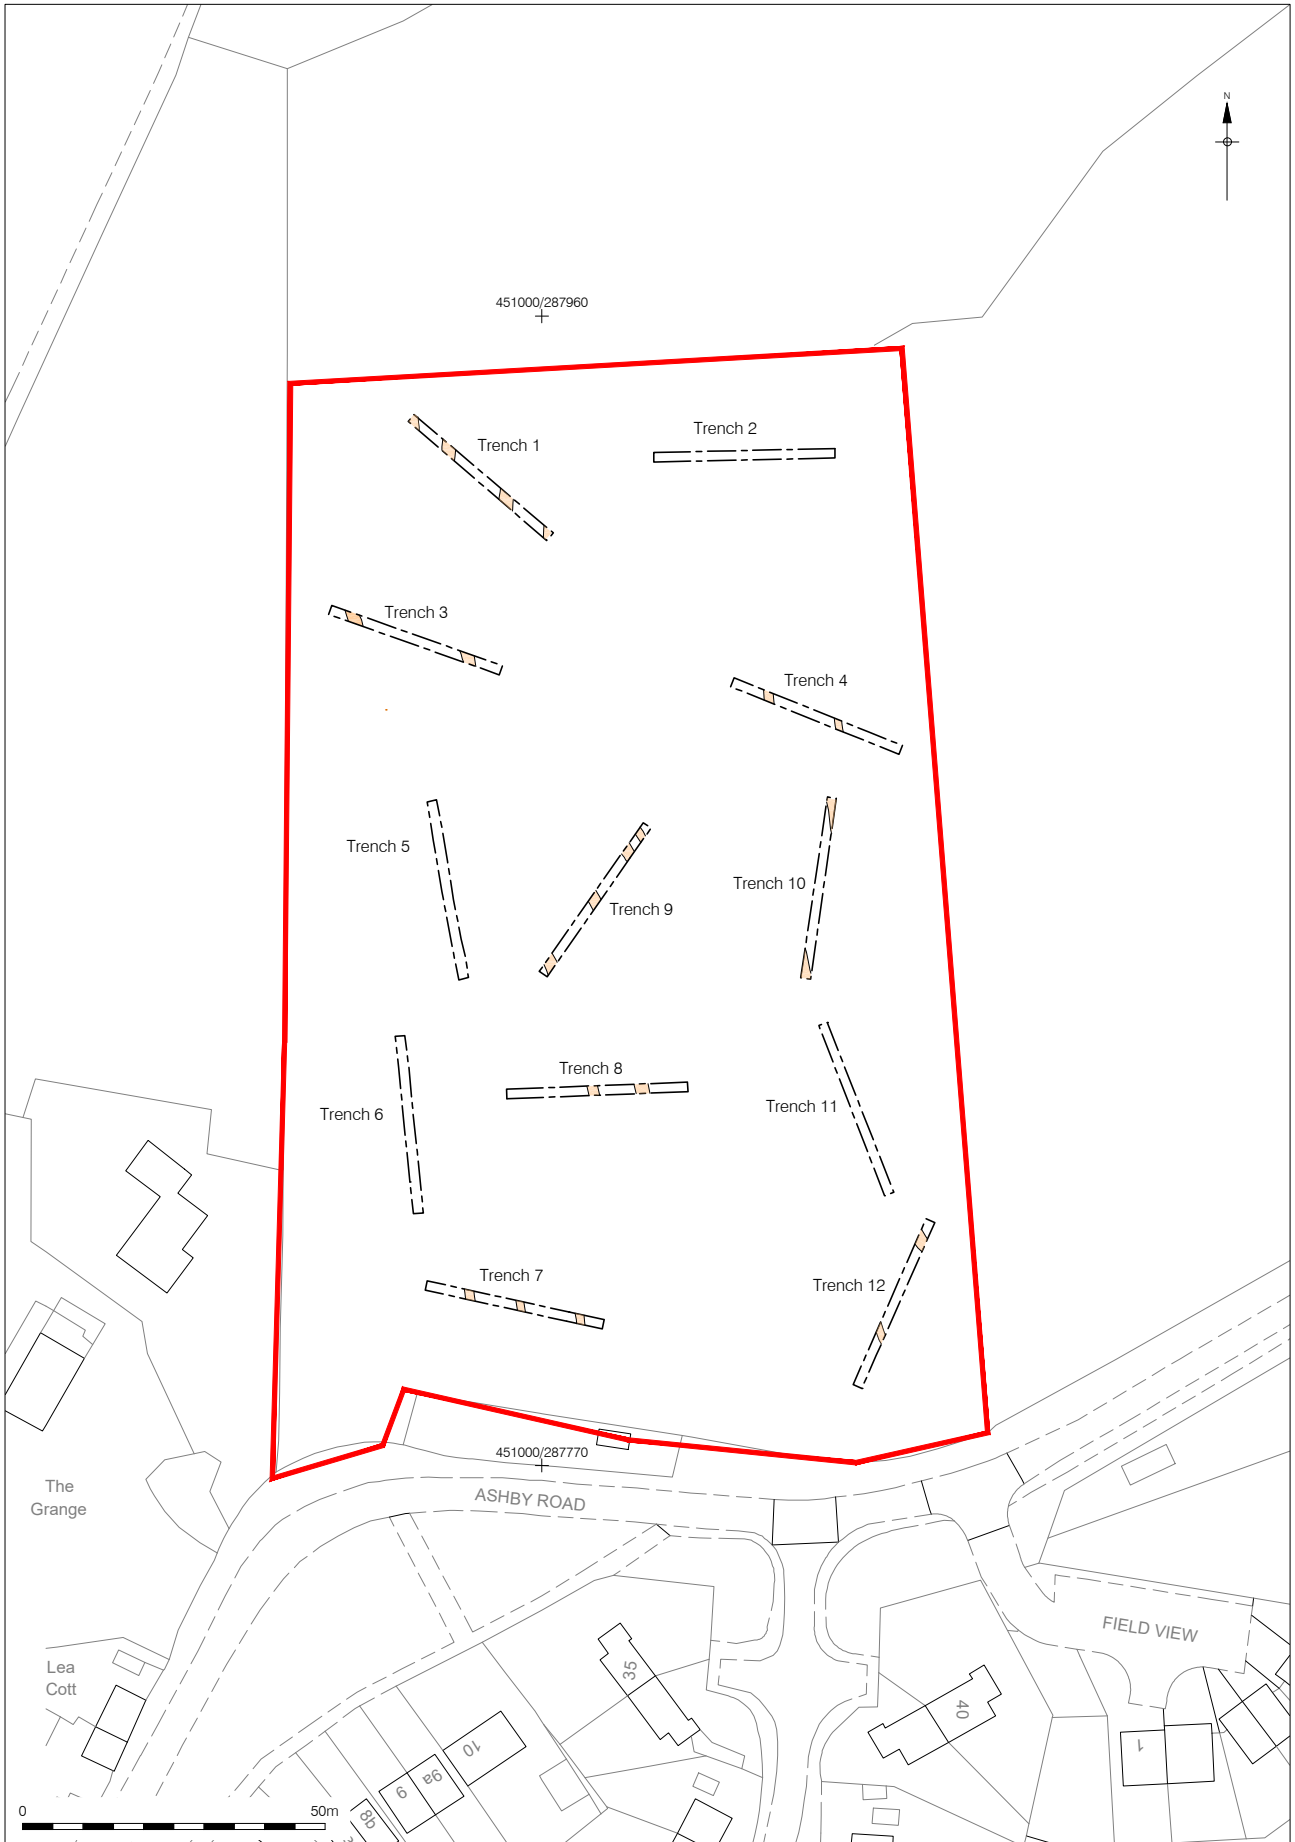 N
451000/287960
Trench 1
Trench 2
Trench 3
Trench 4
Trench 5
Trench 9
Trench 10
Trench 8
Trench 6
Trench 11
Trench 7
Trench 12
451000/287770
ASHBY ROAD
The
Grange
FIELD VIEW
Lea
Cott
35
40
10
9a
9
8b
1
0
50m